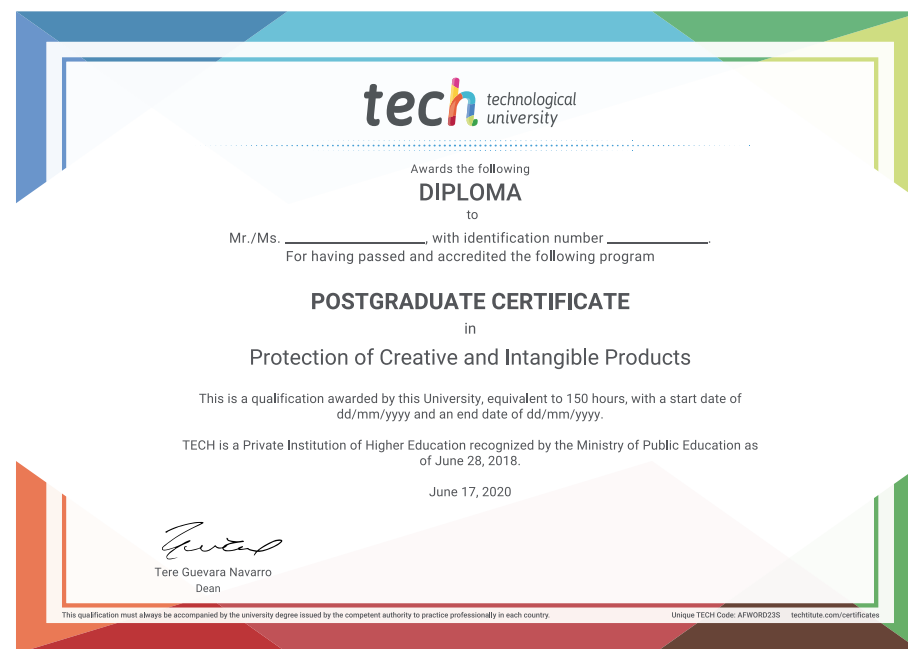 tech technological
university
Awards the following
DIPLOMA
to
Mr./Ms. ____________________, with identification number ______________.
For having passed and accredited the following program
POSTGRADUATE CERTIFICATE
in
Protection of Creative and Intangible Products
This is a qualification awarded by this University, equivalent to 150 hours, with a start date of
dd/mm/yyyy and an end date of dd/mm/yyyy.
TECH is a Private Institution of Higher Education recognized by the Ministry of Public Education as
of June 28, 2018.
June 17, 2020
Tere Guevara Navarro
Dean
This qualification must always be accompanied by the university degree issued by the competent authority to practice professionally in each country. Unique TECH Code: AFWORD23S techtitute.com/certificates